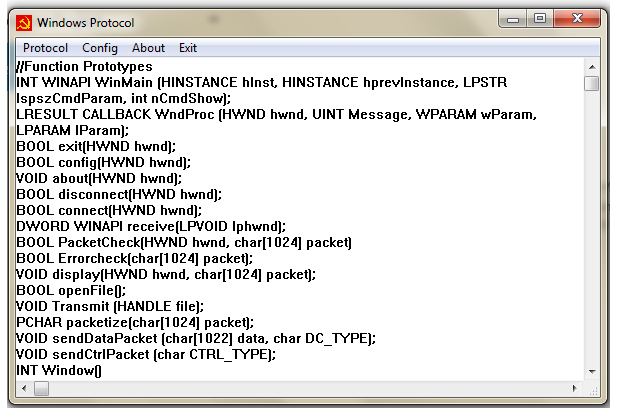 Windows Protocol
Protocol Config About Exit
//Function Prototypes
INT WINAPI WinMain (HINSTANCE hInst, HINSTANCE hprevInstance, LPSTR
lspszCmdParam, int nCmdShow);
LRESULT CALLBACK WndProc (HWND hwnd, UINT Message, WPARAM wParam,
LPARAM lParam);
BOOL exit(HWND hwnd);
BOOL config(HWND hwnd);
VOID about(HWND hwnd);
BOOL disconnect(HWND hwnd);
BOOL connect(HWND hwnd);
DWORD WINAPI receive(LPVOID lphwnd);
BOOL PacketCheck(HWND hwnd, char[1024] packet)
BOOL Errorcheck(char[1024] packet);
VOID display(HWND hwnd, char[1024] packet);
BOOL openFile();
VOID Transmit (HANDLE file);
PCHAR packetize(char[1024] packet);
VOID sendDataPacket (char[1022] data, char DC_TYPE);
VOID sendCtrlPacket (char CTRL_TYPE);
INT Window()